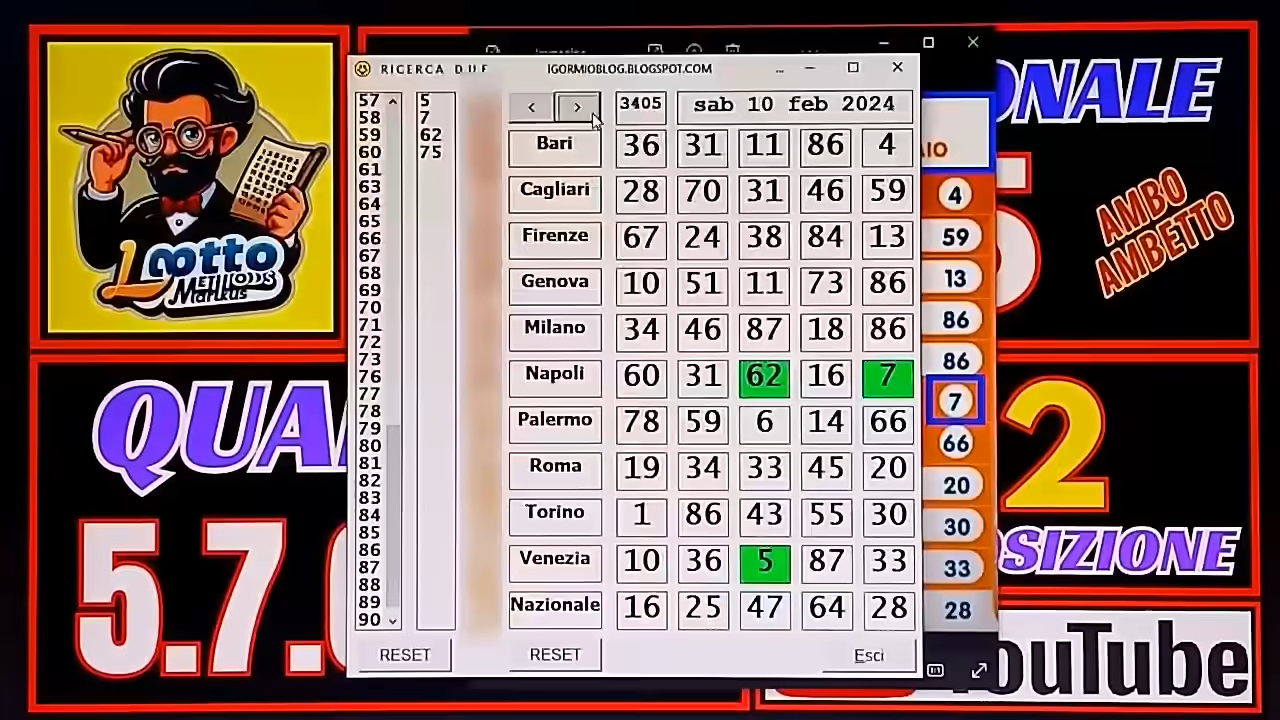 ONALE
Lootto
METHODS
Markus
AMBO
AMBETTO
QUA
5.7.
2
SIZIONE
ouTube
RICERCA DUE
IGORMIOBLOG.BLOGSPOT.COM
57
58
59
60
61
63
64
65
66
67
68
69
70
71
72
73
76
77
78
79
80
81
82
83
84
85
86
87
88
89
90
5
7
62
75
< > 3405 sab 10 feb 2024
Bari 36 31 11 86 4
Cagliari 28 70 31 46 59
Firenze 67 24 38 84 13
Genova 10 51 11 73 86
Milano 34 46 87 18 86
Napoli 60 31 62 16 7
Palermo 78 59 6 14 66
Roma 19 34 33 45 20
Torino 1 86 43 55 30
Venezia 10 36 5 87 33
Nazionale 16 25 47 64 28
RESET RESET Esci
AIO
4
59
13
86
86
7
66
20
30
33
28